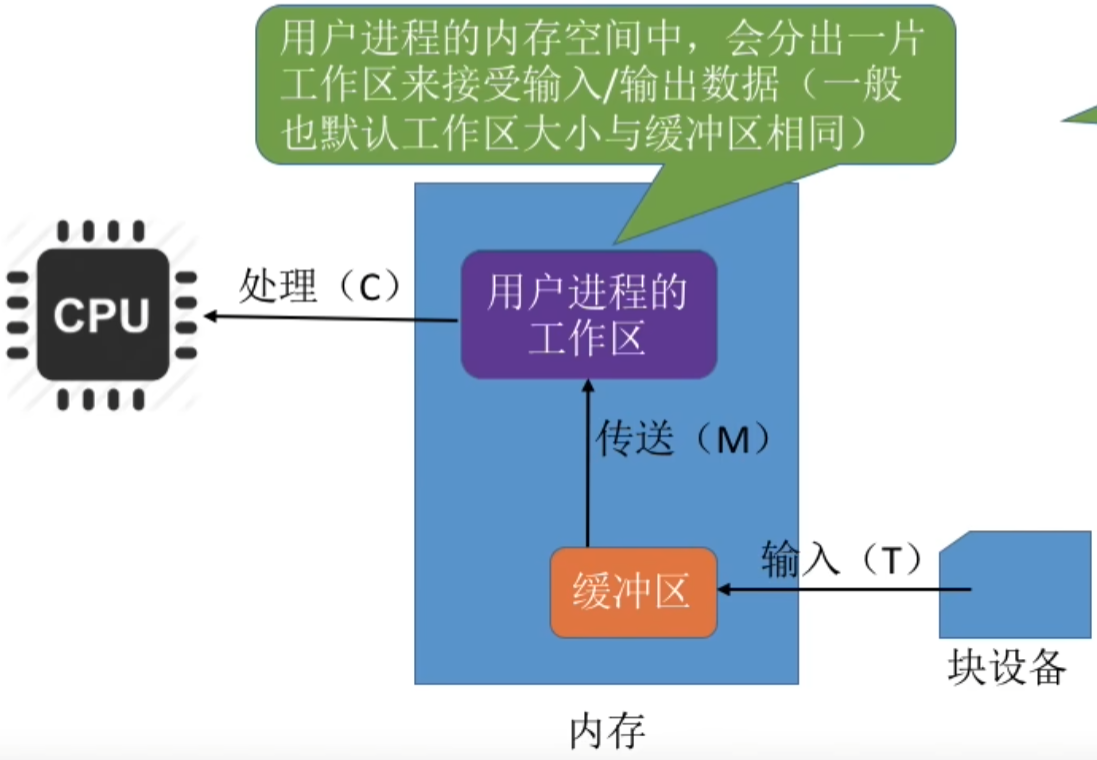 用户进程的内存空间中，会分出一片
工作区来接受输入/输出数据（一般
也默认工作区大小与缓冲区相同）
CPU
处理（C）
用户进程的
工作区
传送（M）
输入（T）
缓冲区
块设备
内存